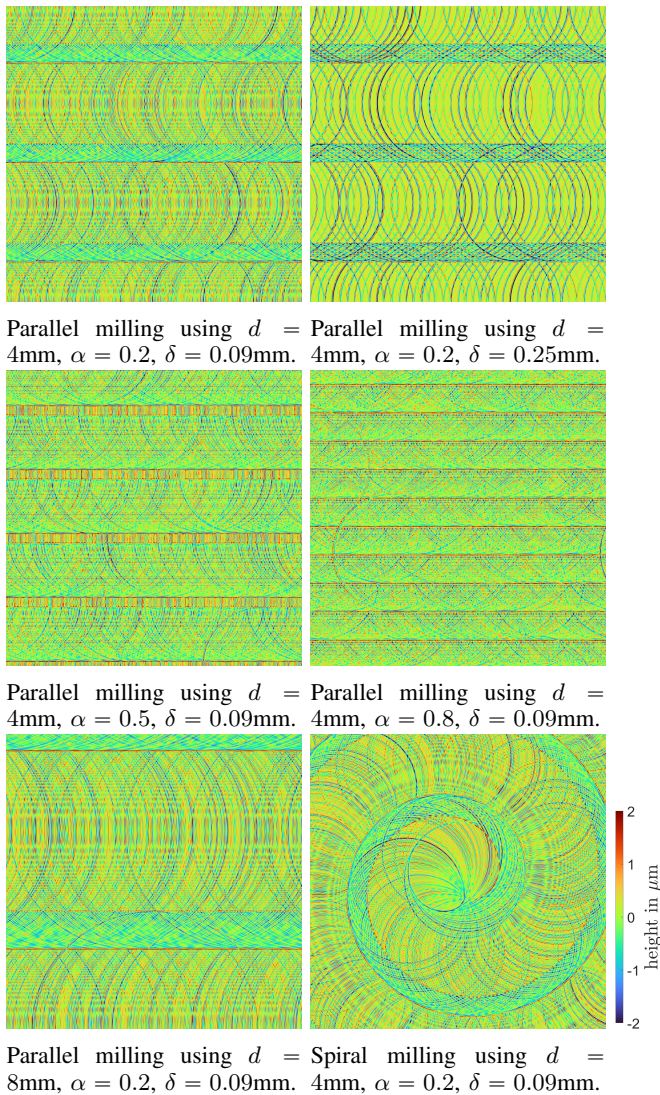 Parallel milling using d =
4mm, α = 0.2, δ = 0.09mm.
Parallel milling using d =
4mm, α = 0.2, δ = 0.25mm.
Parallel milling using d =
4mm, α = 0.5, δ = 0.09mm.
Parallel milling using d =
4mm, α = 0.8, δ = 0.09mm.
Parallel milling using d =
8mm, α = 0.2, δ = 0.09mm.
Spiral milling using d =
4mm, α = 0.2, δ = 0.09mm.
2
1
0
-1
-2
height in μm